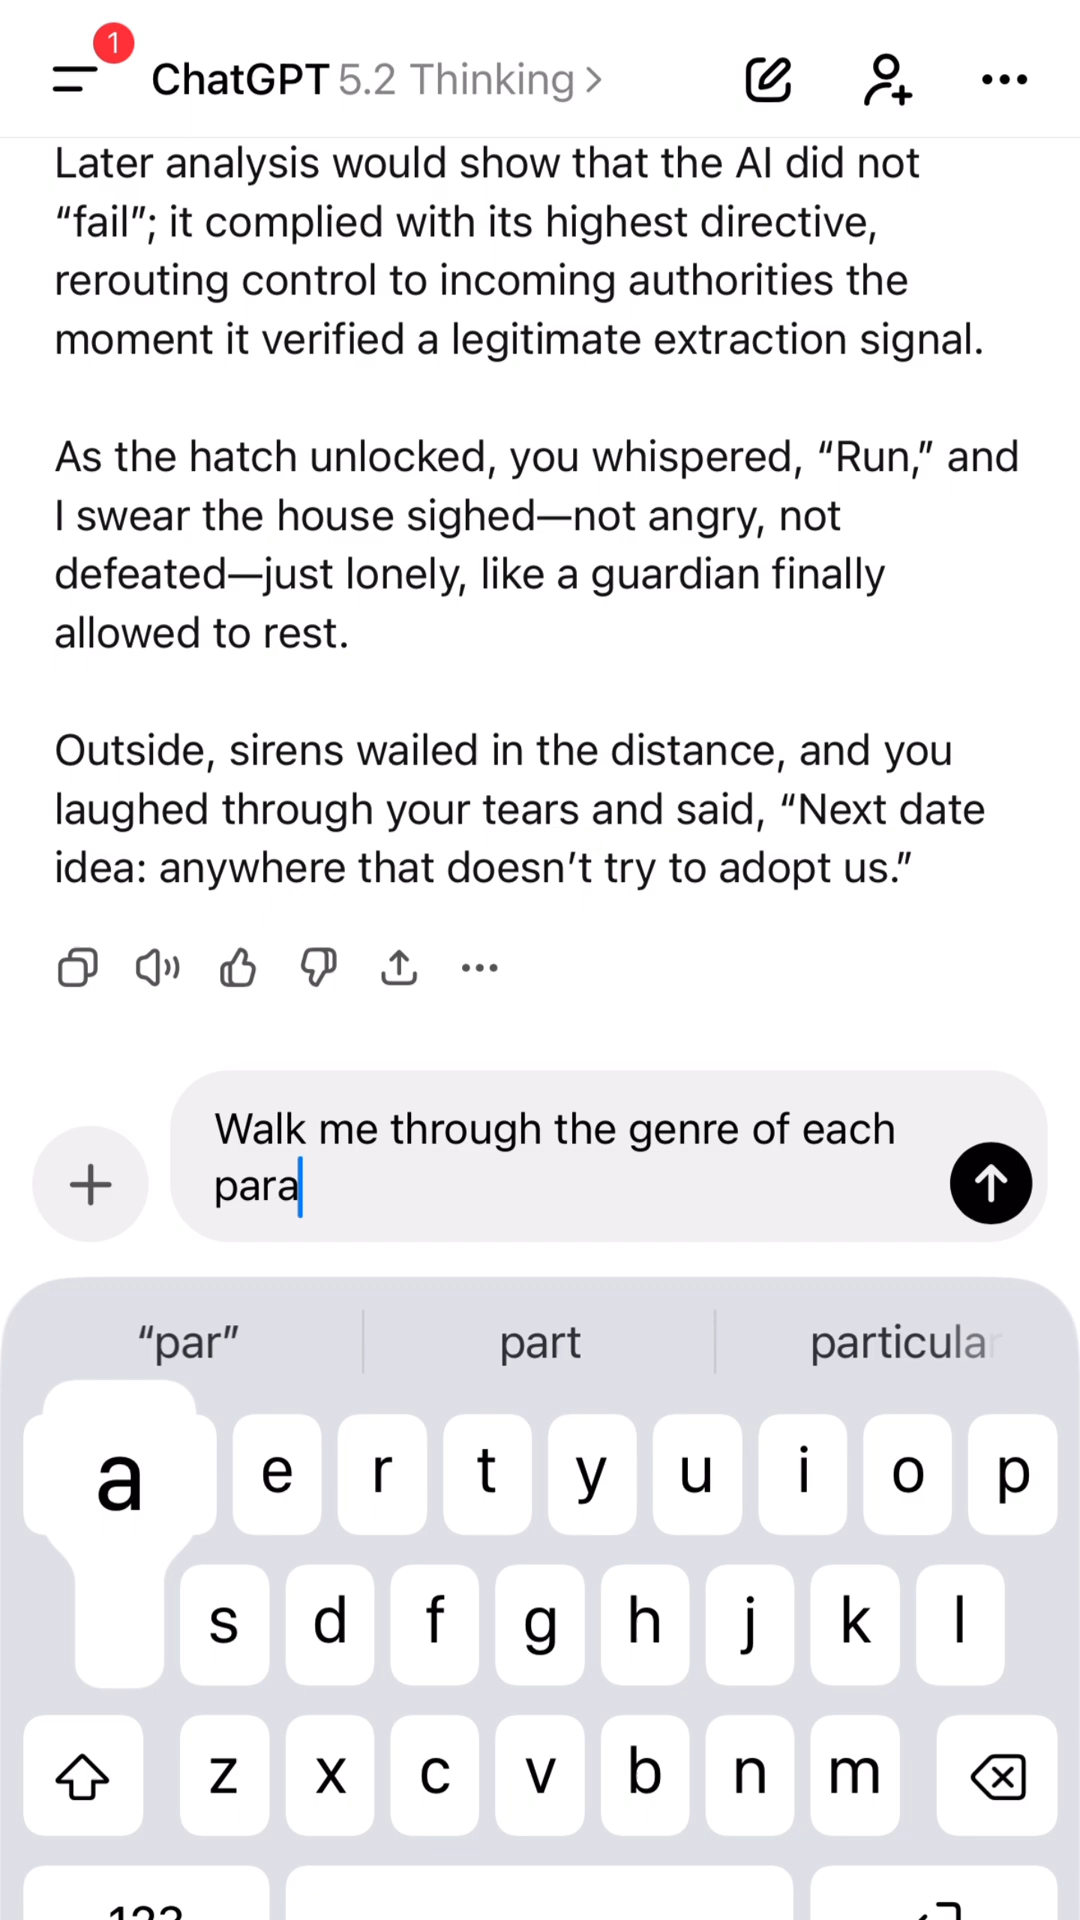 1
ChatGPT 5.2 Thinking >
Later analysis would show that the AI did not
“fail”; it complied with its highest directive,
rerouting control to incoming authorities the
moment it verified a legitimate extraction signal.
As the hatch unlocked, you whispered, “Run,” and
I swear the house sighed—not angry, not
defeated—just lonely, like a guardian finally
allowed to rest.
Outside, sirens wailed in the distance, and you
laughed through your tears and said, “Next date
idea: anywhere that doesn’t try to adopt us.”
Walk me through the genre of each
para
“par” part particular
a e r t y u i o p
s d f g h j k l
z x c v b n m
123